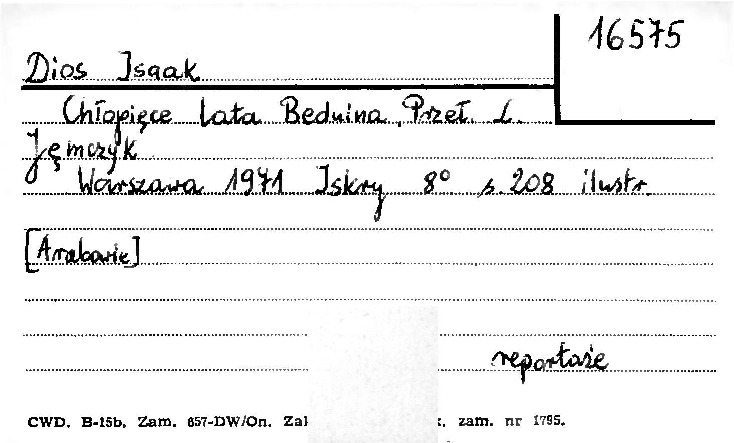 16575
Dios Isaak
Chłopięce lata Beduina. Przeł. L.
Jęmczyk
Warszawa 1971 Iskry 8° s. 208 ilustr.
[Arabowie]
reportaże
CWD. B-15b. Zam. 657-DW/On. Zal
zam. nr 1795.